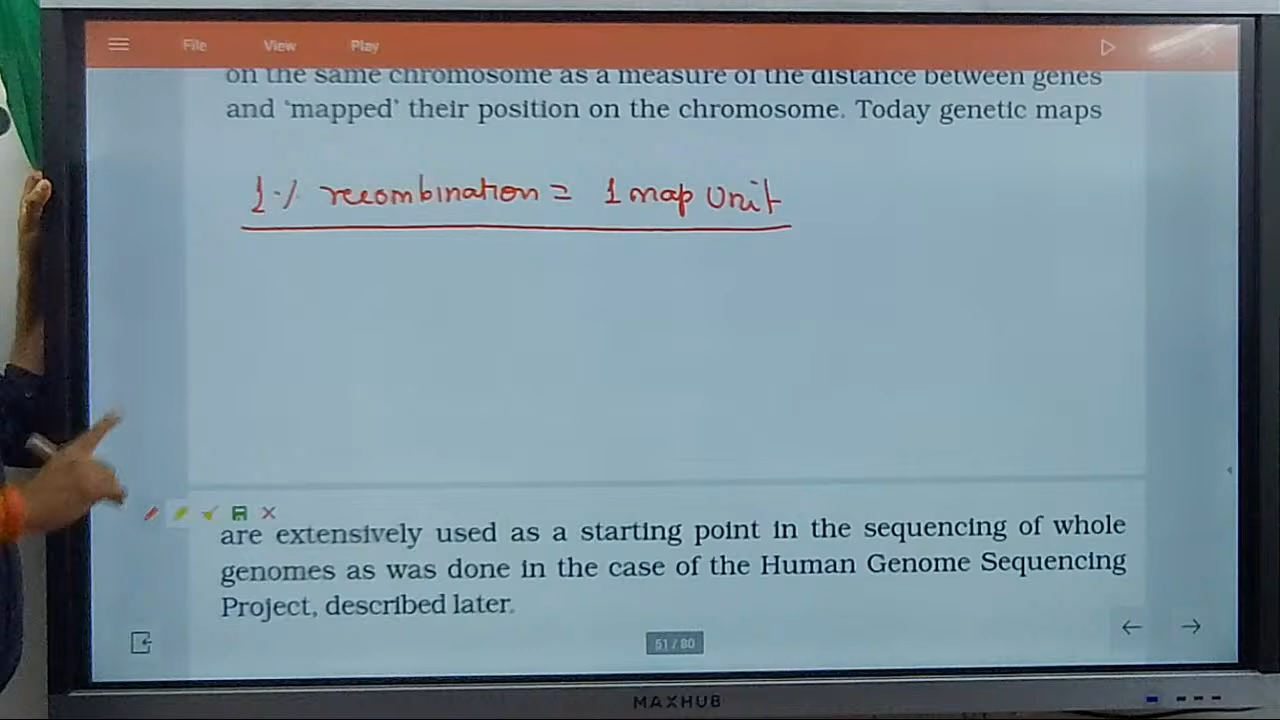 File View Play
on the same chromosome as a measure of the distance between genes
and ‘mapped’ their position on the chromosome. Today genetic maps
1·/. recombination = 1 map unit
are extensively used as a starting point in the sequencing of whole
genomes as was done in the case of the Human Genome Sequencing
Project, described later.
51 / 80
MAXHUB